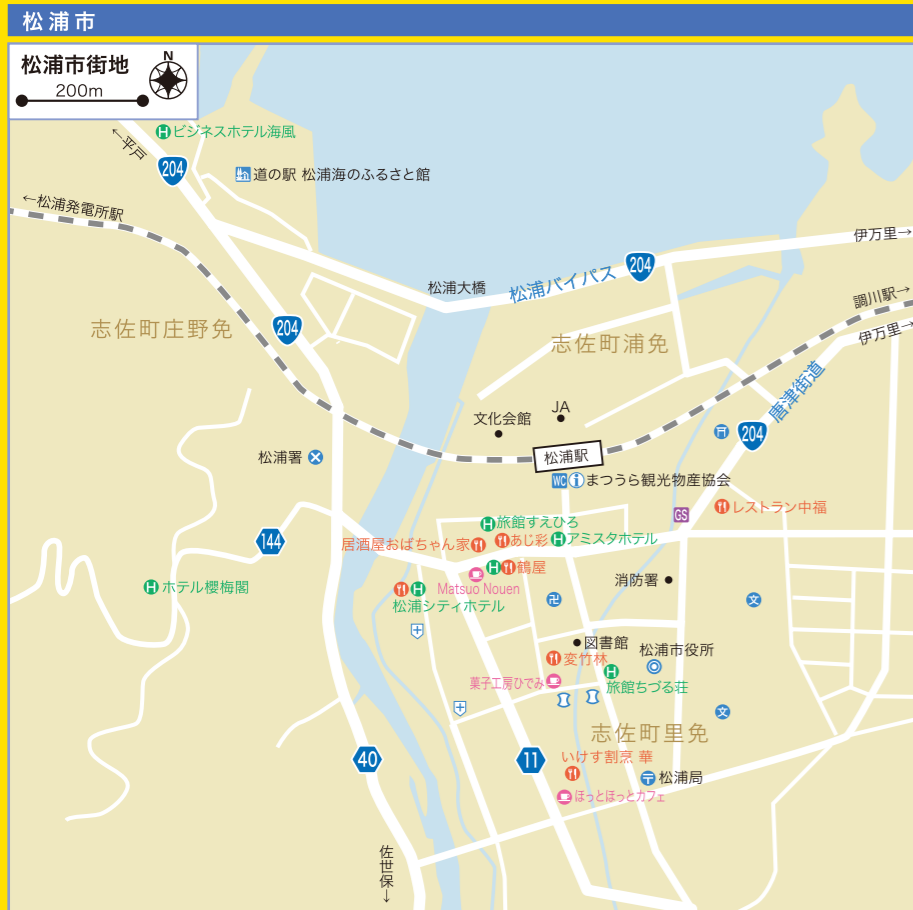 松浦市
松浦市街地
200m
N
ビジネスホテル海風
←平戸
204
道の駅 松浦海のふるさと館
←松浦発電所駅
伊万里→
204
松浦大橋
松浦バイパス
調川駅→
伊万里→
204
志佐町庄野免
志佐町浦免
唐津街道
JA
文化会館
204
松浦署
松浦駅
WC
i
まつうら観光物産協会
GS
レストラン中福
H
旅館すえひろ
144
居酒屋おばちゃん家
あじ彩
H
アミスタホテル
H
鶴屋
消防署
H
ホテル櫻梅閣
Matsuo Nouen
H
松浦シティホテル
卍
文
図書館
松浦市役所
変竹林
H
旅館ちづる荘
菓子工房ひでみ
文
志佐町里免
40
11
いけす割烹 華
〒
松浦局
ほっとほっとカフェ
佐世保→